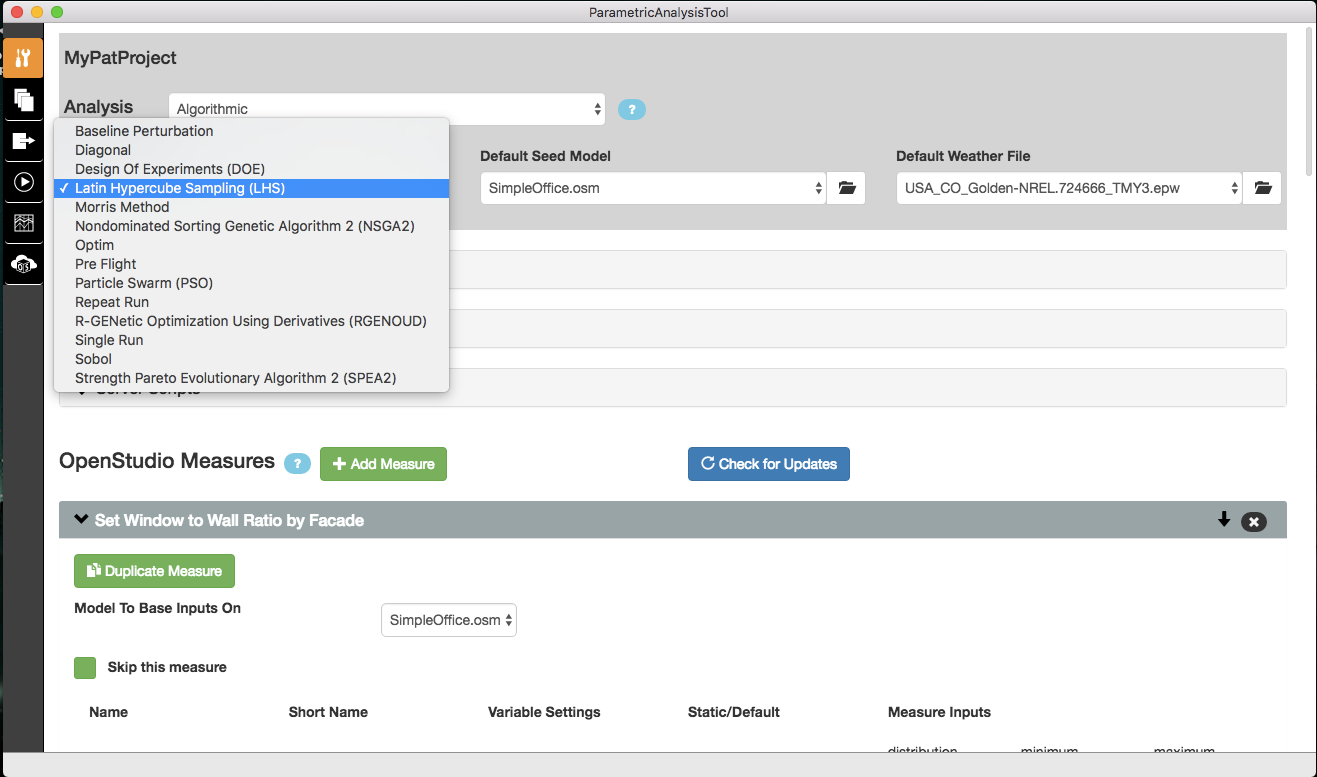 ParametricAnalysisTool
MyPatProject
Analysis
Algorithmic
?
Baseline Perturbation
Diagonal
Design Of Experiments (DOE)
✓ Latin Hypercube Sampling (LHS)
Morris Method
Nondominated Sorting Genetic Algorithm 2 (NSGA2)
Optim
Pre Flight
Particle Swarm (PSO)
Repeat Run
R-GENetic Optimization Using Derivatives (RGENOUD)
Single Run
Sobol
Strength Pareto Evolutionary Algorithm 2 (SPEA2)
Default Seed Model
Default Weather File
SimpleOffice.osm
USA_CO_Golden-NREL.724666_TMY3.epw
Server Scripts
OpenStudio Measures ? + Add Measure Check for Updates
Set Window to Wall Ratio by Facade
Duplicate Measure
Model To Base Inputs On SimpleOffice.osm
Skip this measure
Name Short Name Variable Settings Static/Default Measure Inputs
distribution minimum maximum